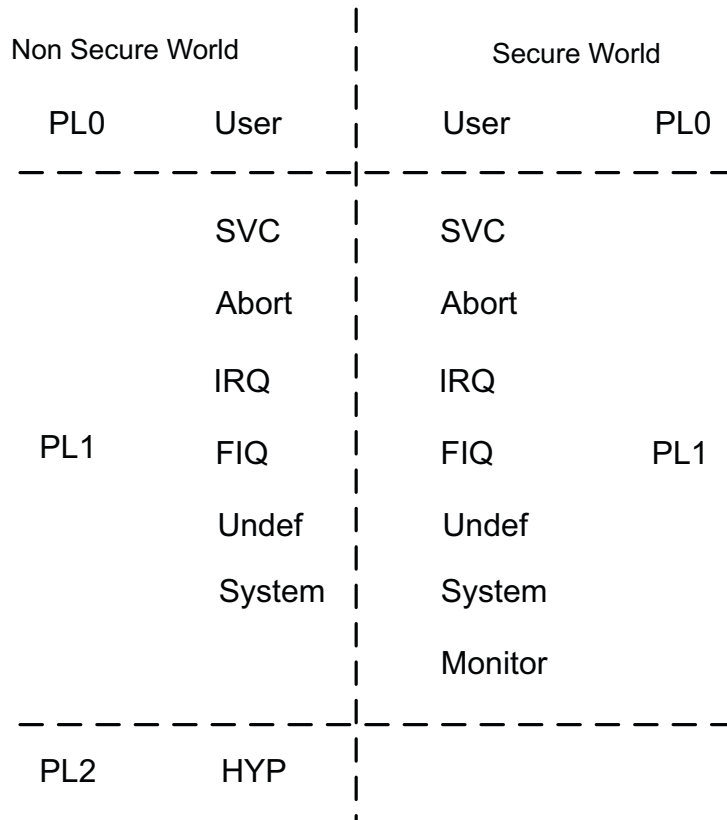 Non Secure World Secure World
PL0 User User PL0
SVC SVC
Abort Abort
IRQ IRQ
PL1 FIQ FIQ PL1
Undef Undef
System System
Monitor
PL2 HYP